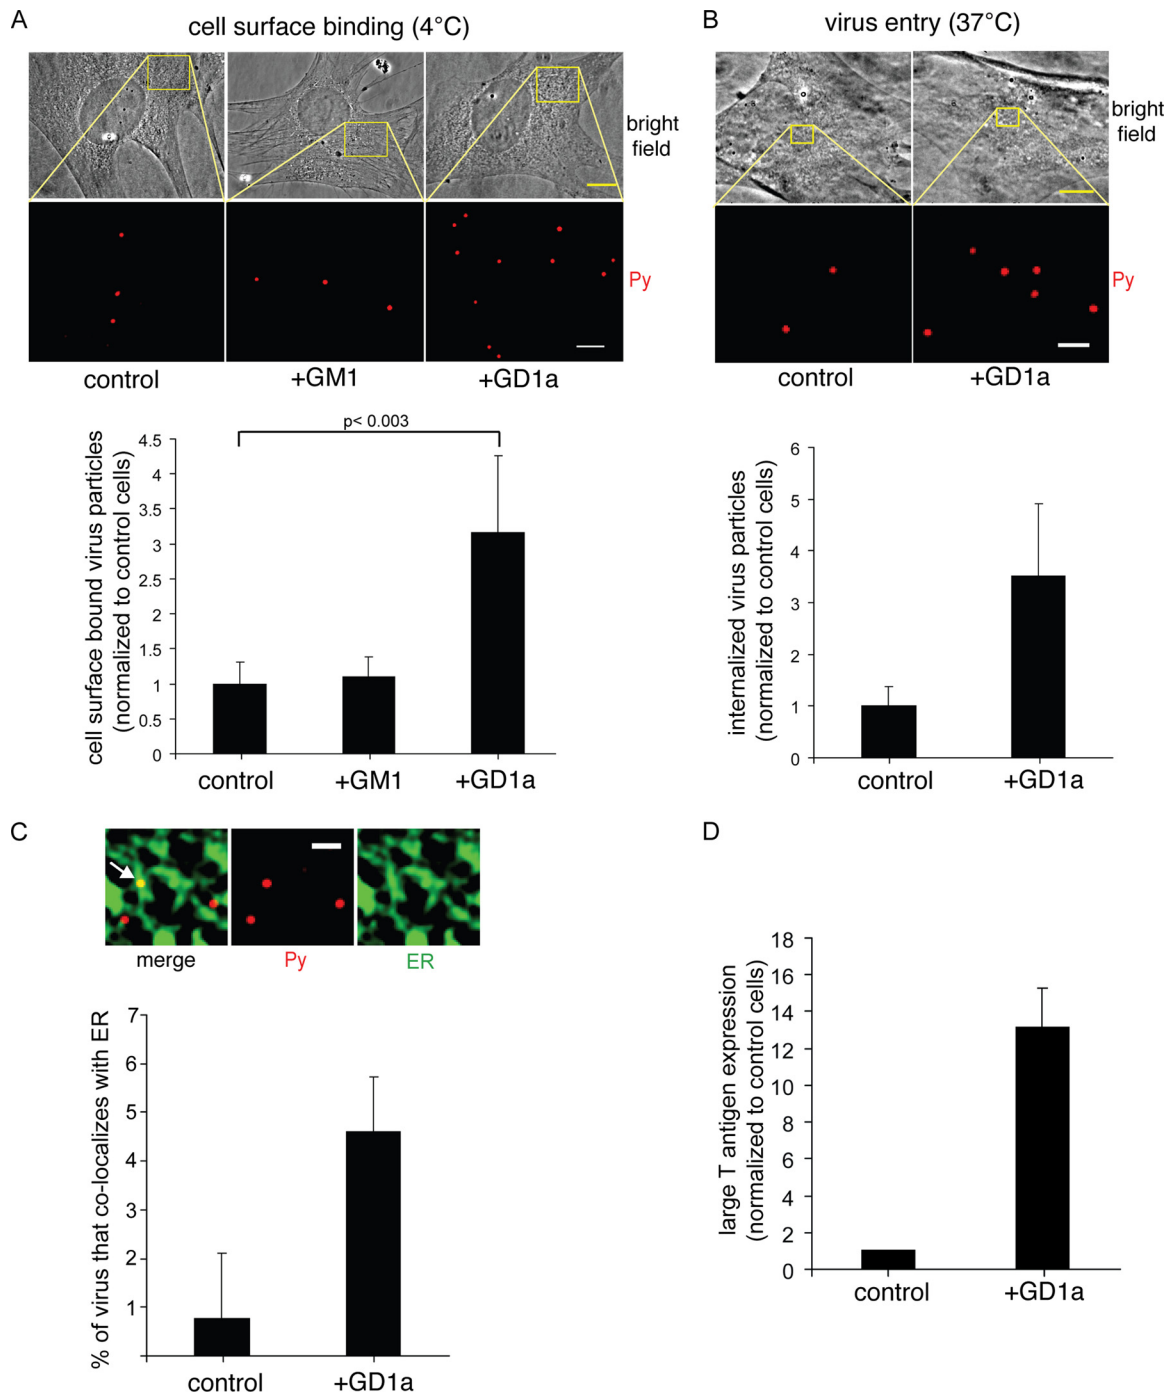 A
cell surface binding (4°C)
bright
field
Py
control
+GM1
+GD1a
p< 0.003
cell surface bound virus particles
(normalized to control cells)
4.5
4
3.5
3
2.5
2
1.5
1
0.5
0
control
+GM1
+GD1a
B
virus entry (37°C)
bright
field
Py
control
+GD1a
internalized virus particles
(normalized to control cells)
6
5
4
3
2
1
0
control
+GD1a
C
merge
Py
ER
% of virus that co-localizes with ER
7
6
5
4
3
2
1
control
+GD1a
D
large T antigen expression
(normalized to control cells)
18
16
14
12
10
8
6
4
2
0
control
+GD1a